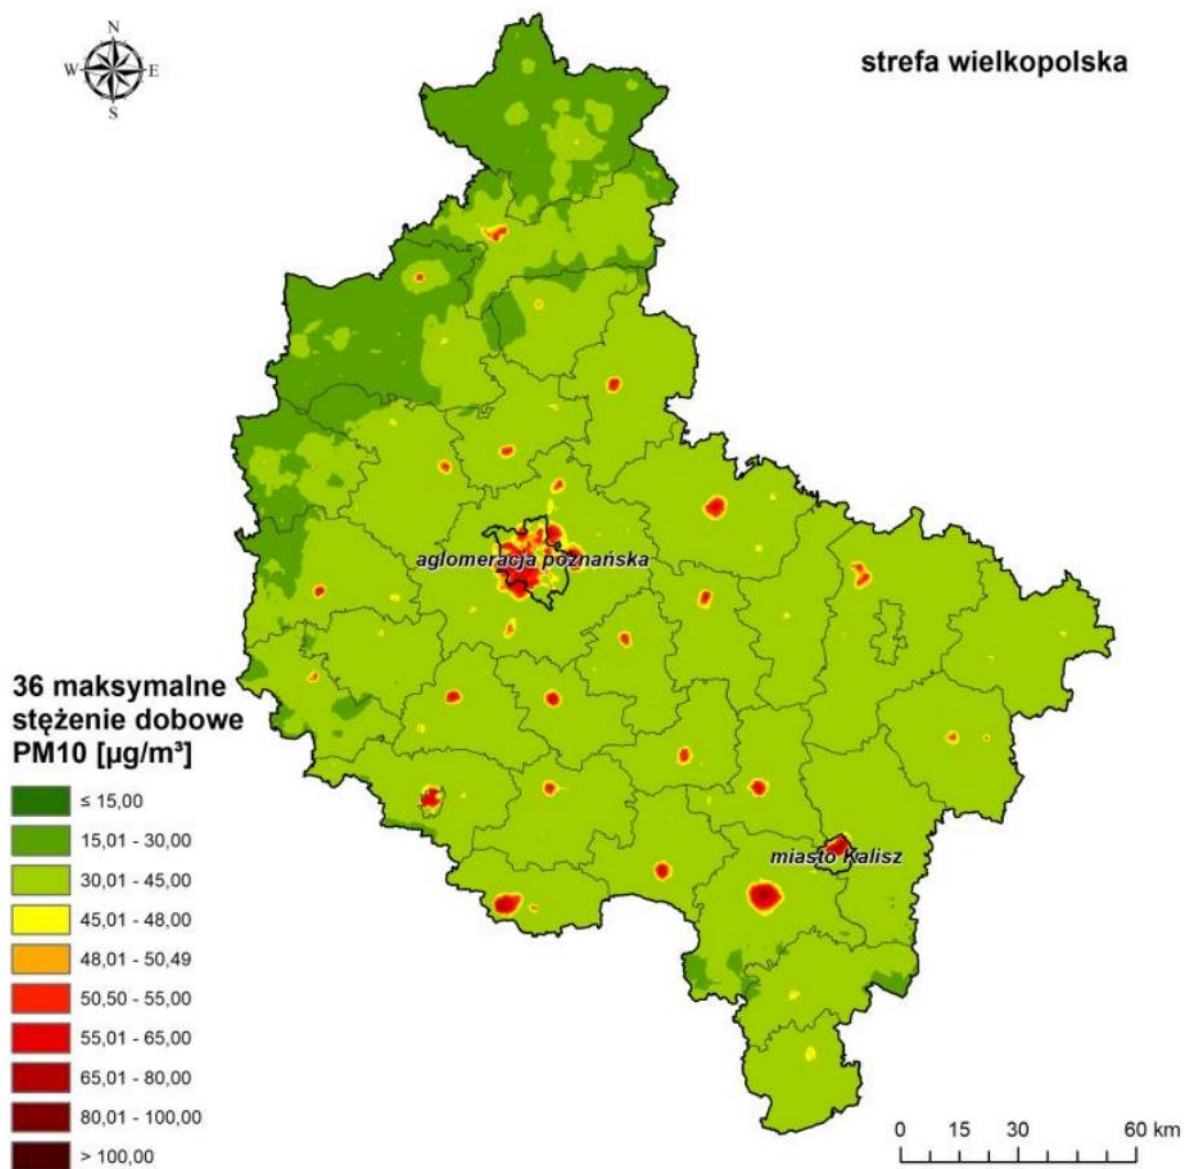 N
W E
S
strefa wielkopolska
aglomeracja poznańska
miasto Kalisz
36 maksymalne
stężenie dobowe
PM10 [µg/m³]
≤ 15,00
15,01 - 30,00
30,01 - 45,00
45,01 - 48,00
48,01 - 50,49
50,50 - 55,00
55,01 - 65,00
65,01 - 80,00
80,01 - 100,00
> 100,00
0 15 30 60 km